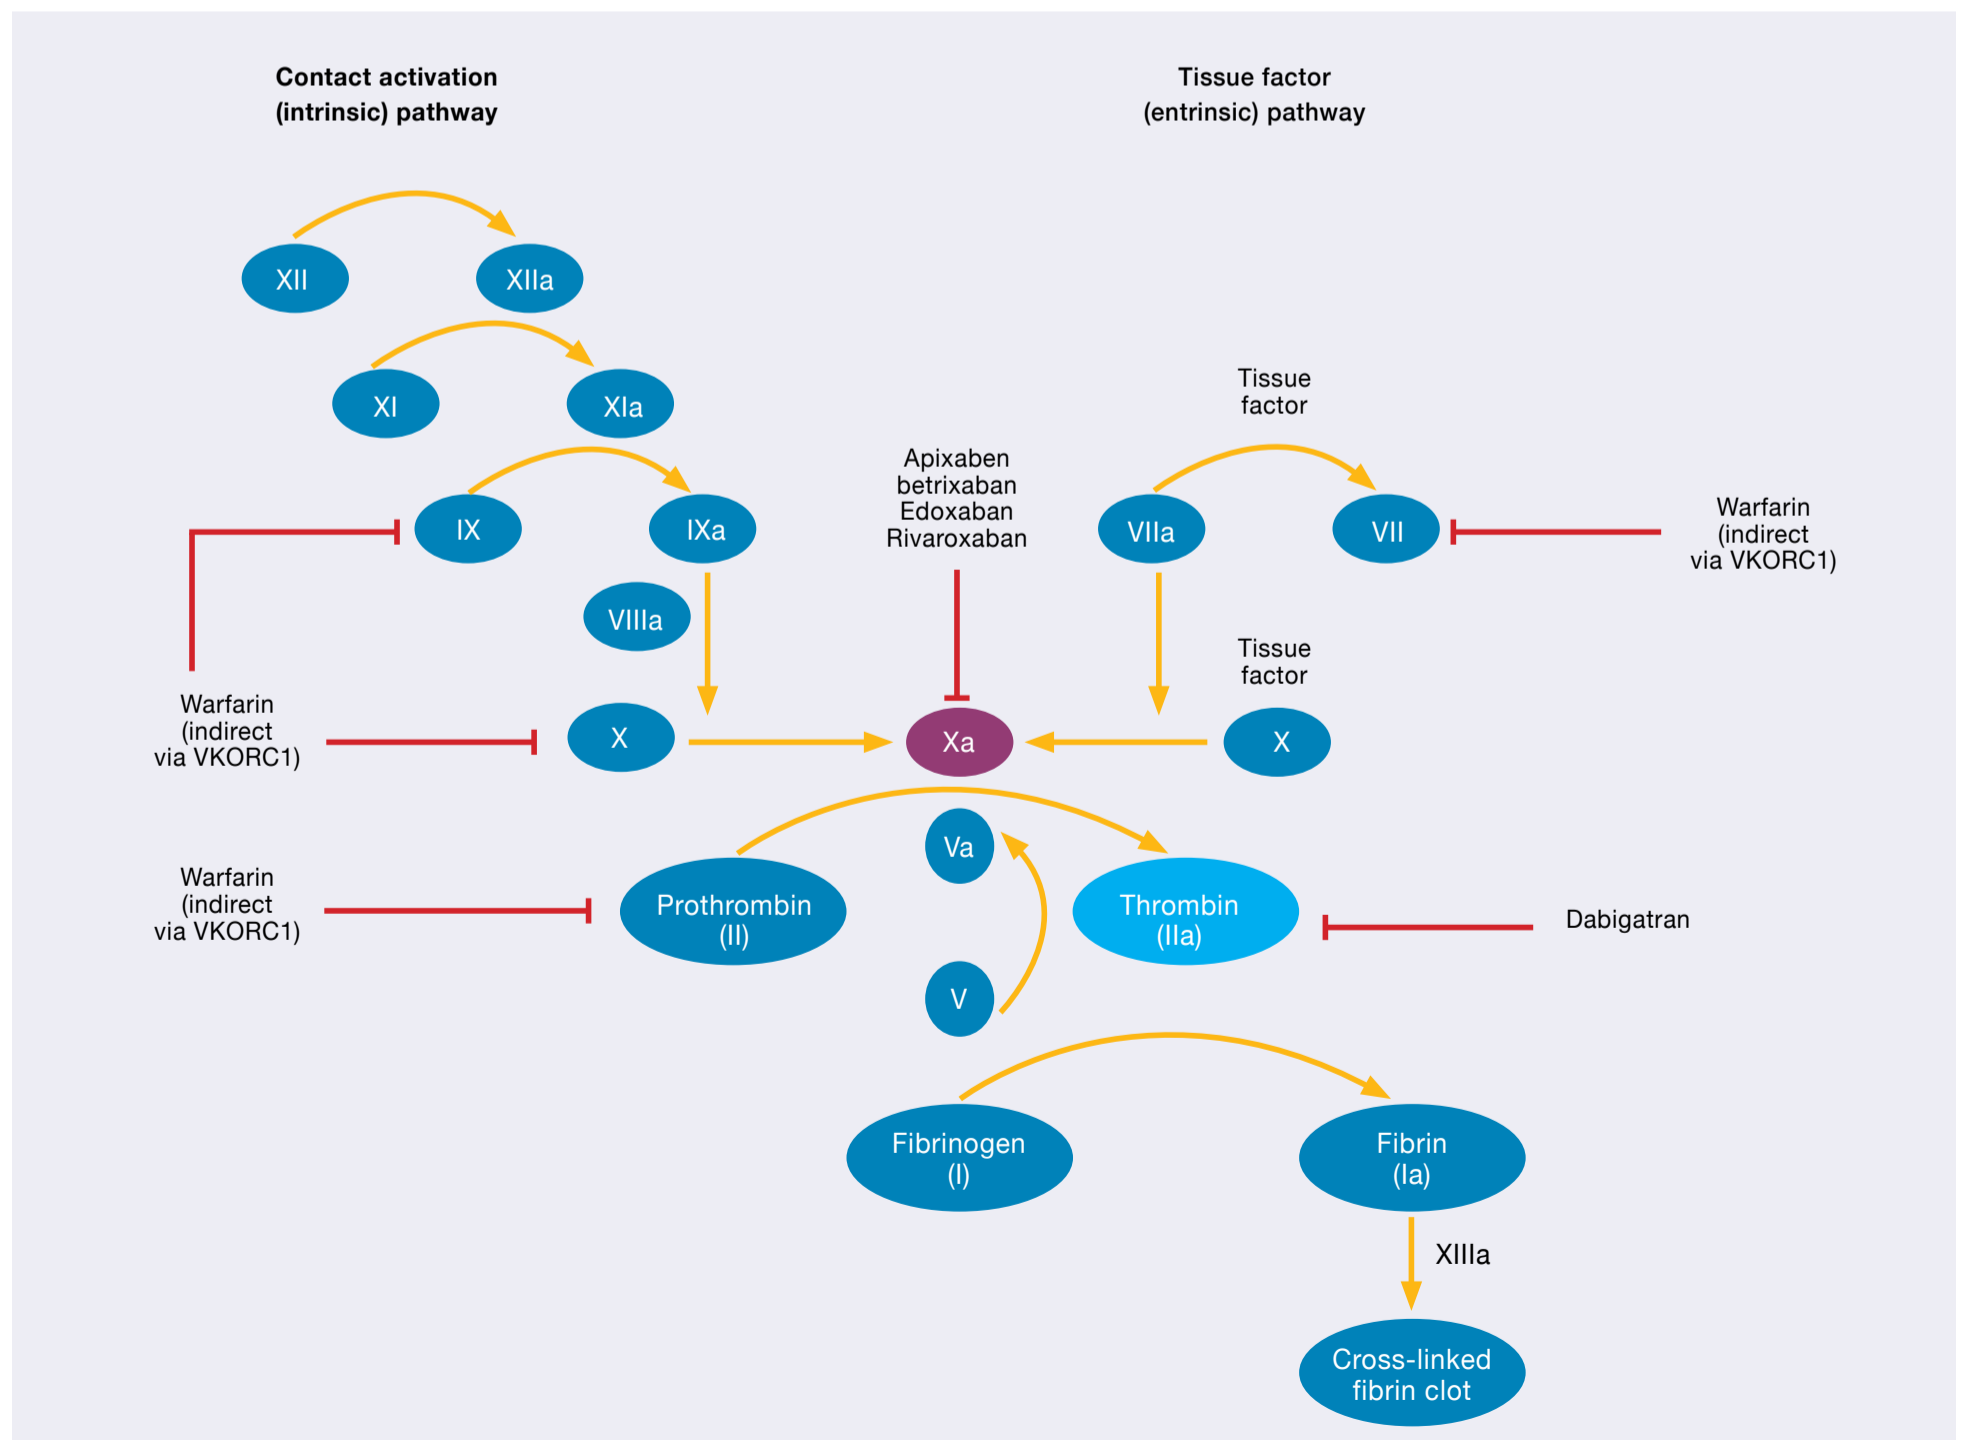 Contact activation
(intrinsic) pathway
Tissue factor
(entrinsic) pathway
XII
XIIa
XI
XIa
Tissue
factor
Apixaben
betrixaban
Edoxaban
Rivaroxaban
IX
IXa
VIIa
VII
Warfarin
(indirect
via VKORC1)
VIIIa
Tissue
factor
Warfarin
(indirect
via VKORC1)
X
Xa
X
Va
Warfarin
(indirect
via VKORC1)
Prothrombin
(II)
Thrombin
(IIa)
Dabigatran
V
Fibrinogen
(I)
Fibrin
(Ia)
XIIIa
Cross-linked
fibrin clot